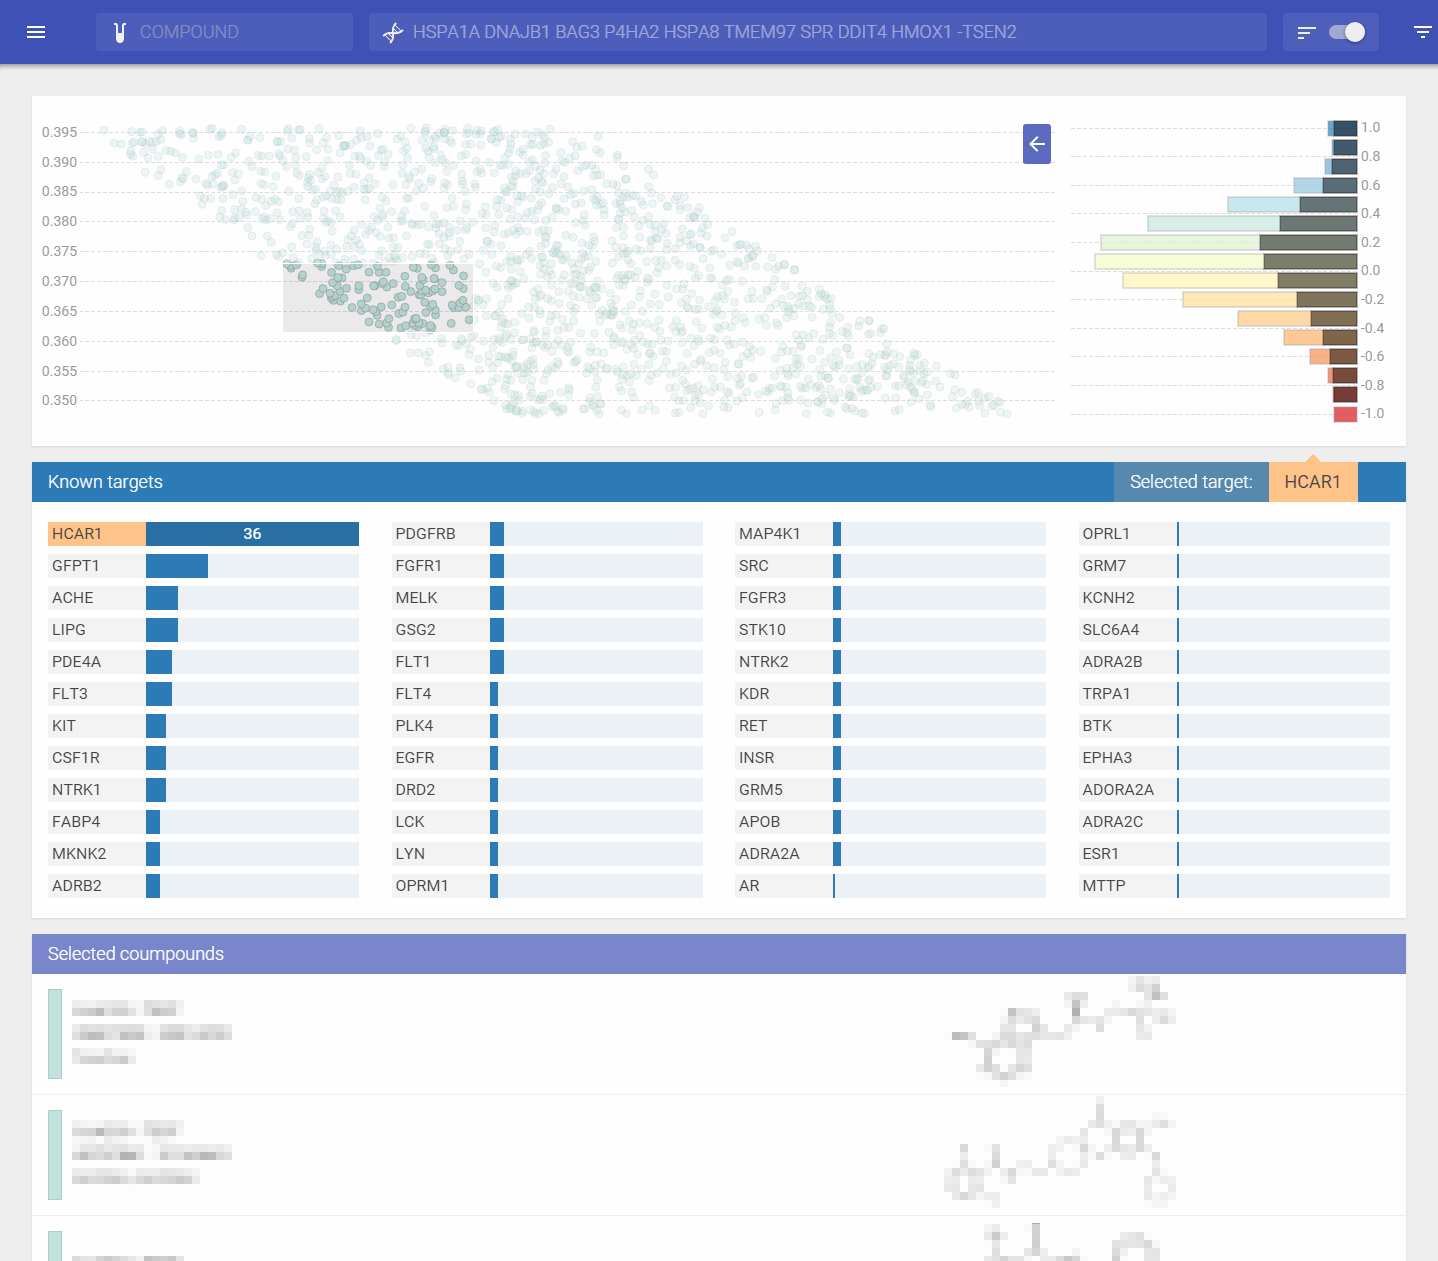 COMPOUND
HSPA1A DNAJB1 BAG3 P4HA2 HSPA8 TMEM97 SPR DDIT4 HMOX1 -TSEN2
0.395
0.390
0.385
0.380
0.375
0.370
0.365
0.360
0.355
0.350
1.0
0.8
0.6
0.4
0.2
0.0
-0.2
-0.4
-0.6
-0.8
-1.0
Known targets
Selected target:
HCAR1
HCAR1 36
GFPT1
ACHE
LIPG
PDE4A
FLT3
KIT
CSF1R
NTRK1
FABP4
MKNK2
ADRB2
PDGFRB
FGFR1
MELK
GSG2
FLT1
FLT4
PLK4
EGFR
DRD2
LCK
LYN
OPRM1
MAP4K1
SRC
FGFR3
STK10
NTRK2
KDR
RET
INSR
GRM5
APOB
ADRA2A
AR
OPRL1
GRM7
KCNH2
SLC6A4
ADRA2B
TRPA1
BTK
EPHA3
ADORA2A
ADRA2C
ESR1
MTTP
Selected coumpounds